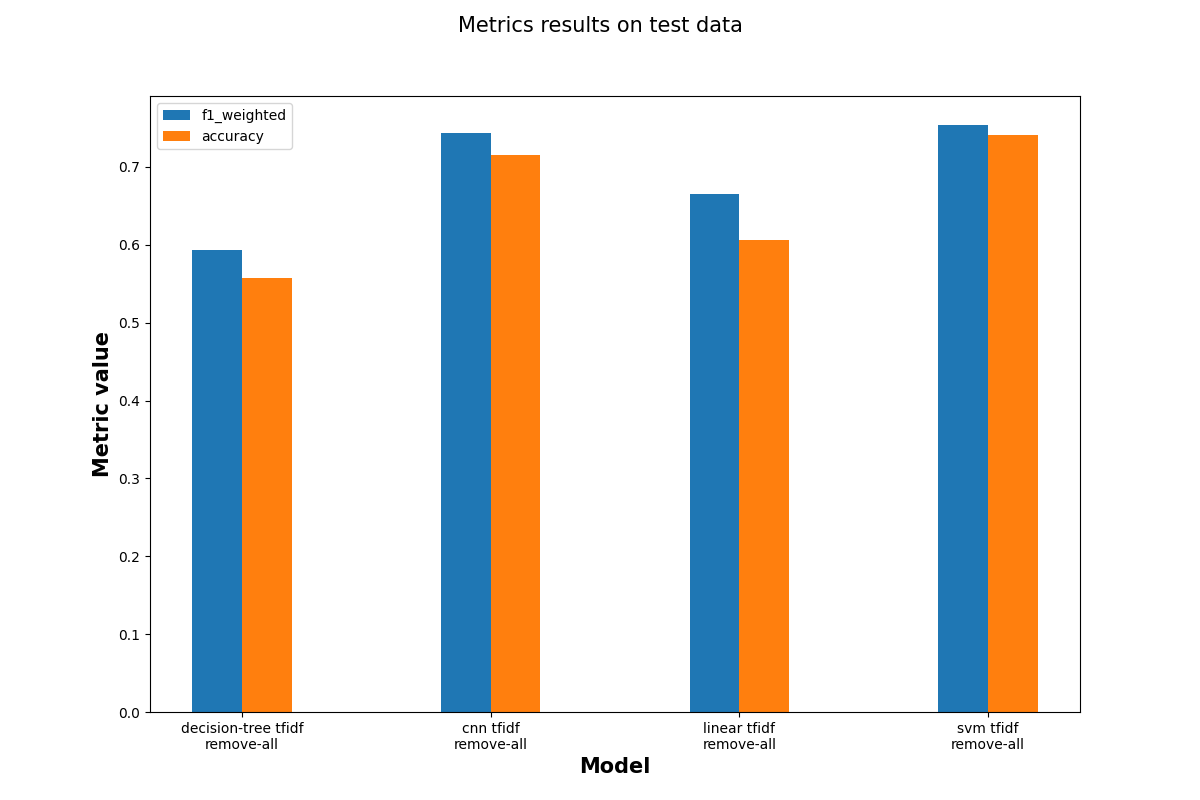 Metrics results on test data
f1_weighted
accuracy
0.7
0.6
0.5
0.4
0.3
0.2
0.1
0.0
Metric value
decision-tree tfidf
remove-all
cnn tfidf
remove-all
linear tfidf
remove-all
svm tfidf
remove-all
Model